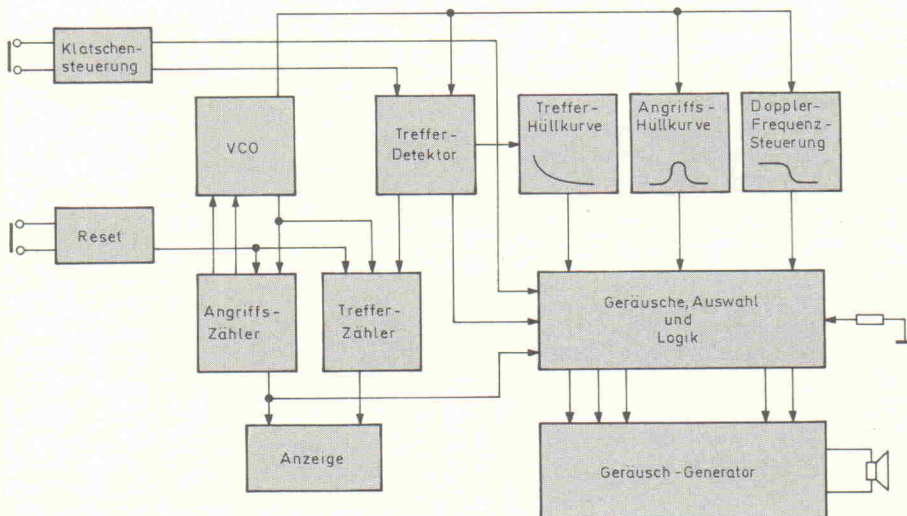 Klatschen-
steuerung
VCO
Treffer-
Detektor
Treffer-
Hüllkurve
Angriffs-
Hüllkurve
Doppler-
Frequenz-
Steuerung
Reset
Angriffs-
Zähler
Treffer-
Zähler
Geräusche, Auswahl
und
Logik
Anzeige
Geräusch-Generator